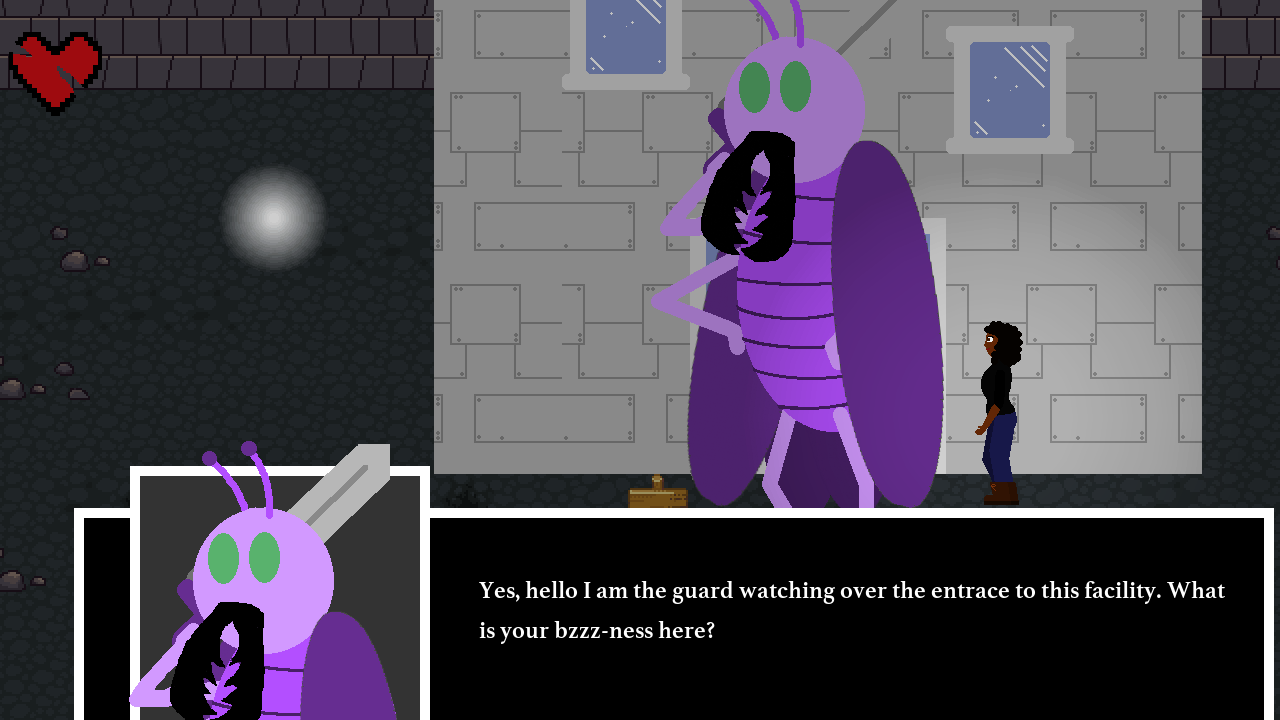 Yes, hello I am the guard watching over the entrace to this facility. What
is your bzzz-ness here?